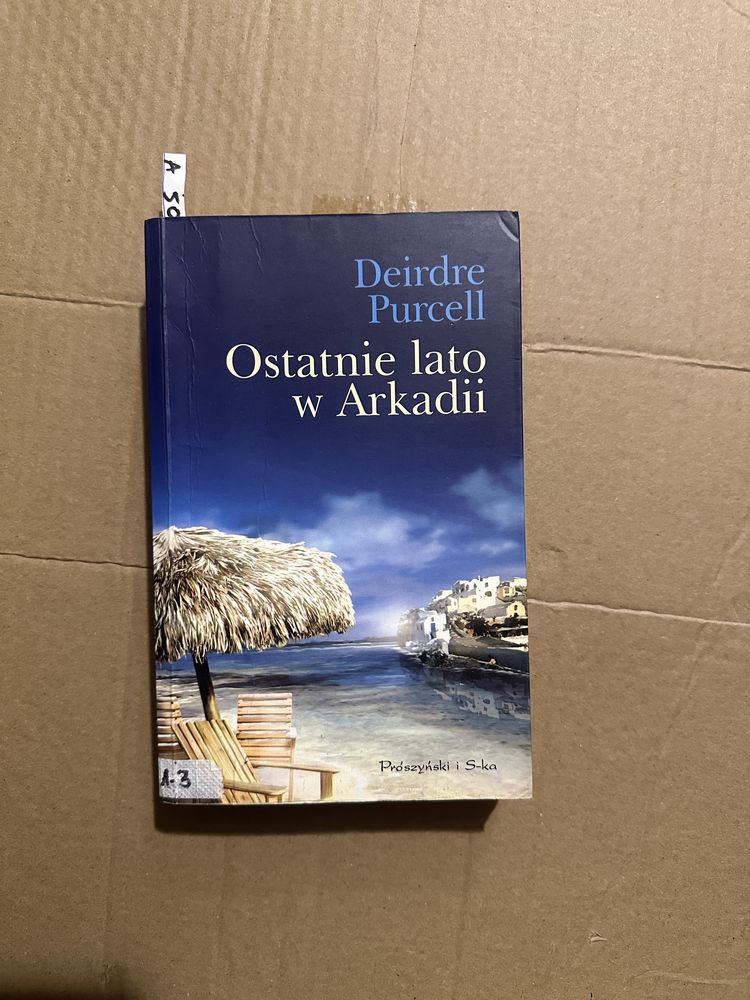 Deirdre
Purcell
Ostatnie lato
w Arkadii
Prószyński i S-ka